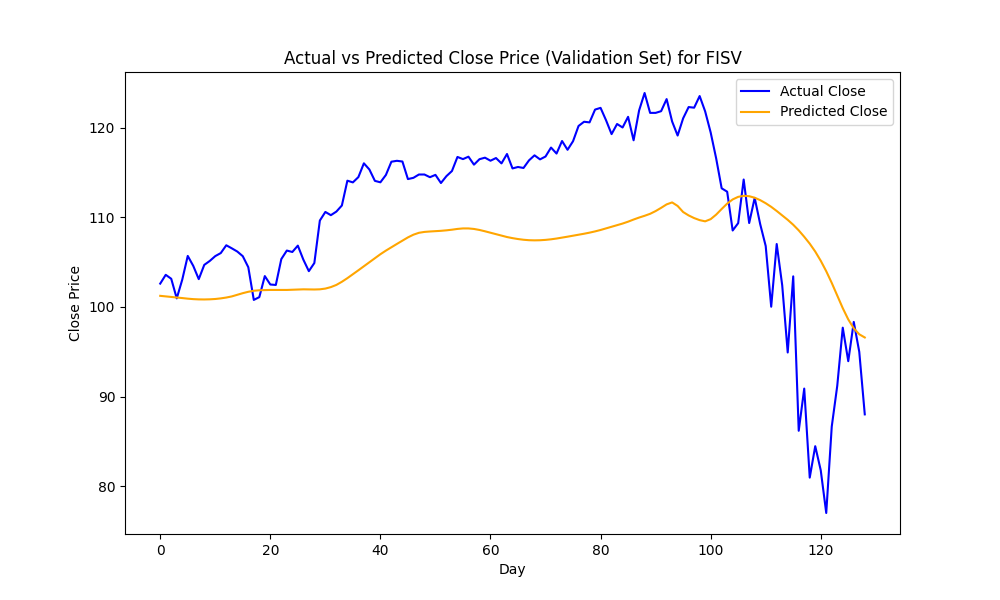 Actual vs Predicted Close Price (Validation Set) for FISV
Actual Close
Predicted Close
Close Price
120
110
100
90
80
0 20 40 60 80 100 120
Day